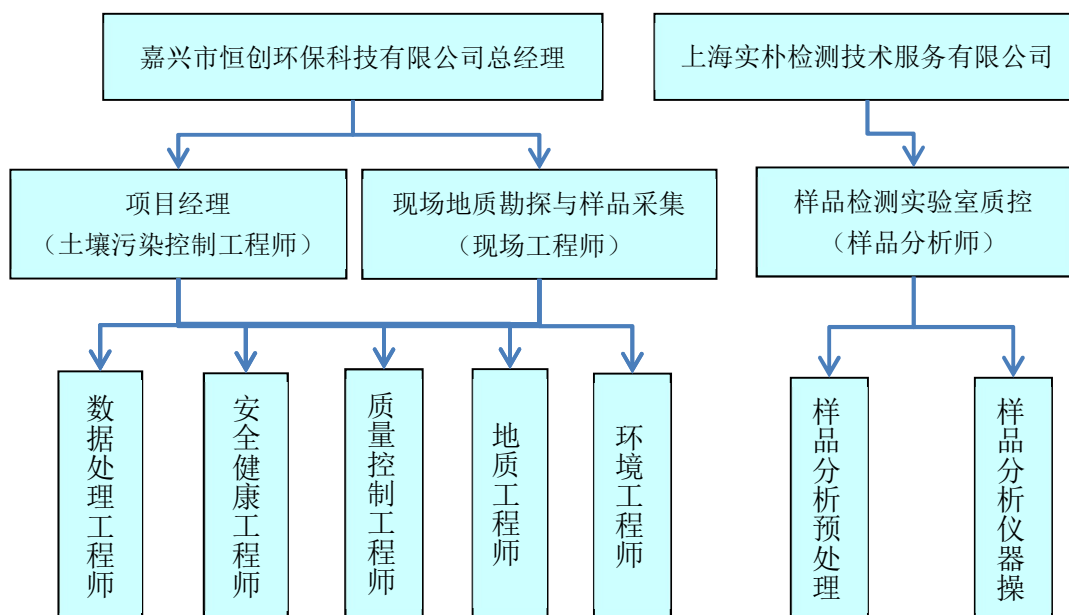 嘉兴市恒创环保科技有限公司总经理
上海实朴检测技术服务有限公司
项目经理
（土壤污染控制工程师）
现场地质勘探与样品采集
（现场工程师）
样品检测实验室质控
（样品分析师）
数据处理工程师
安全健康工程师
质量控制工程师
地质工程师
环境工程师
样品分析预处理
样品分析仪器操